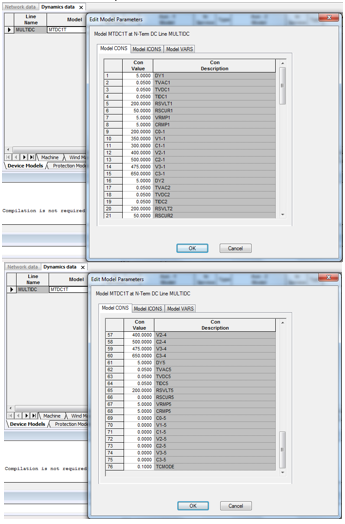 Network data Dynamics data x
Line Name Model
MULTIDC MTDC1T
Machine Wind M
Device Models Protection Model
Compilation is not required
Edit Model Parameters
Model MTDC1T at N-Term DC Line MULTIDC
Model CONS Model ICONS Model VARS
Con Value Con Description
1 5.0000 DY1
2 0.0500 TVAC1
3 0.0500 TVDC1
4 0.0500 TIDC1
5 200.0000 RSVLT1
6 50.0000 RSCUR1
7 5.0000 VRMP1
8 5.0000 CRMP1
9 200.0000 C0-1
10 350.0000 V1-1
11 300.0000 C1-1
12 400.0000 V2-1
13 500.0000 C2-1
14 475.0000 V3-1
15 650.0000 C3-1
16 5.0000 DY2
17 0.0500 TVAC2
18 0.0500 TVDC2
19 0.0500 TIDC2
20 200.0000 RSVLT2
21 50.0000 RSCUR2
OK Cancel
Network data Dynamics data x
Line Name Model
MULTIDC MTDC1T
Machine Wind M
Device Models Protection Model
Compilation is not required
Edit Model Parameters
Model MTDC1T at N-Term DC Line MULTIDC
Model CONS Model ICONS Model VARS
Con Value Con Description
57 400.0000 V2-4
58 500.0000 C2-4
59 475.0000 V3-4
60 650.0000 C3-4
61 5.0000 DY5
62 0.0500 TVAC5
63 0.0500 TVDC5
64 0.0500 TIDC5
65 200.0000 RSVLT5
66 0.0000 RSCUR5
67 5.0000 VRMP5
68 5.0000 CRMP5
69 0.0000 C0-5
70 0.0000 V1-5
71 0.0000 C1-5
72 0.0000 V2-5
73 0.0000 C2-5
74 0.0000 V3-5
75 0.0000 C3-5
76 0.1000 TCMODE
OK Cancel